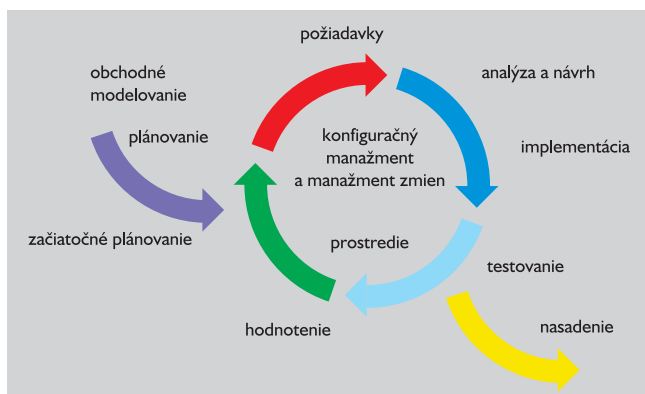 požiadavky
obchodné
modelovanie
analýza a návrh
plánovanie
konfiguračný
manažment
a manažment zmien
implementácia
začiatočné plánovanie
prostredie
testovanie
hodnotenie
nasadenie